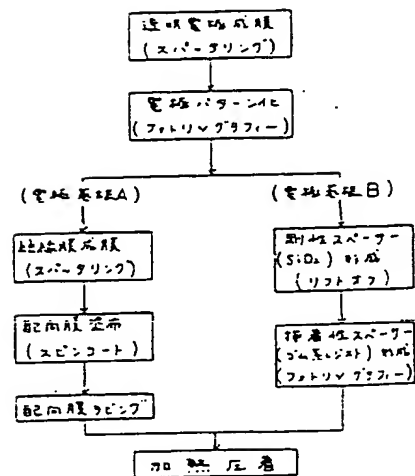 透明電極成膜
(スパータリング)
電極パターン化
(フォトリソグラフィー)
(電極基板A)
(電極基板B)
絶縁膜成膜
(スパータリング)
剛性スペーサー
(SiO₂)形成
(リフトオフ)
配向膜塗布
(スピンコート)
接着性スペーサー
(ゴム系レジスト)形成
(フォトリソグラフィー)
配向膜ラビング
加熱圧着